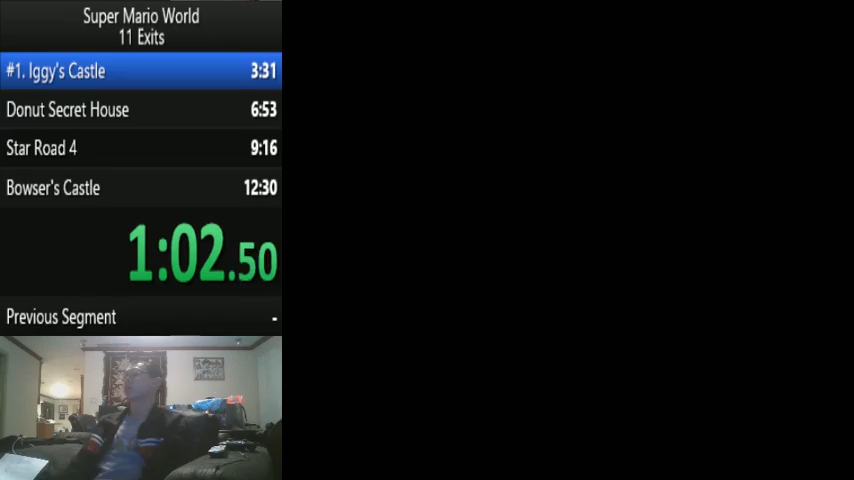 Super Mario World
11 Exits
#1. Iggy's Castle 3:31
Donut Secret House 6:53
Star Road 4 9:16
Bowser's Castle 12:30
1:02.50
Previous Segment -